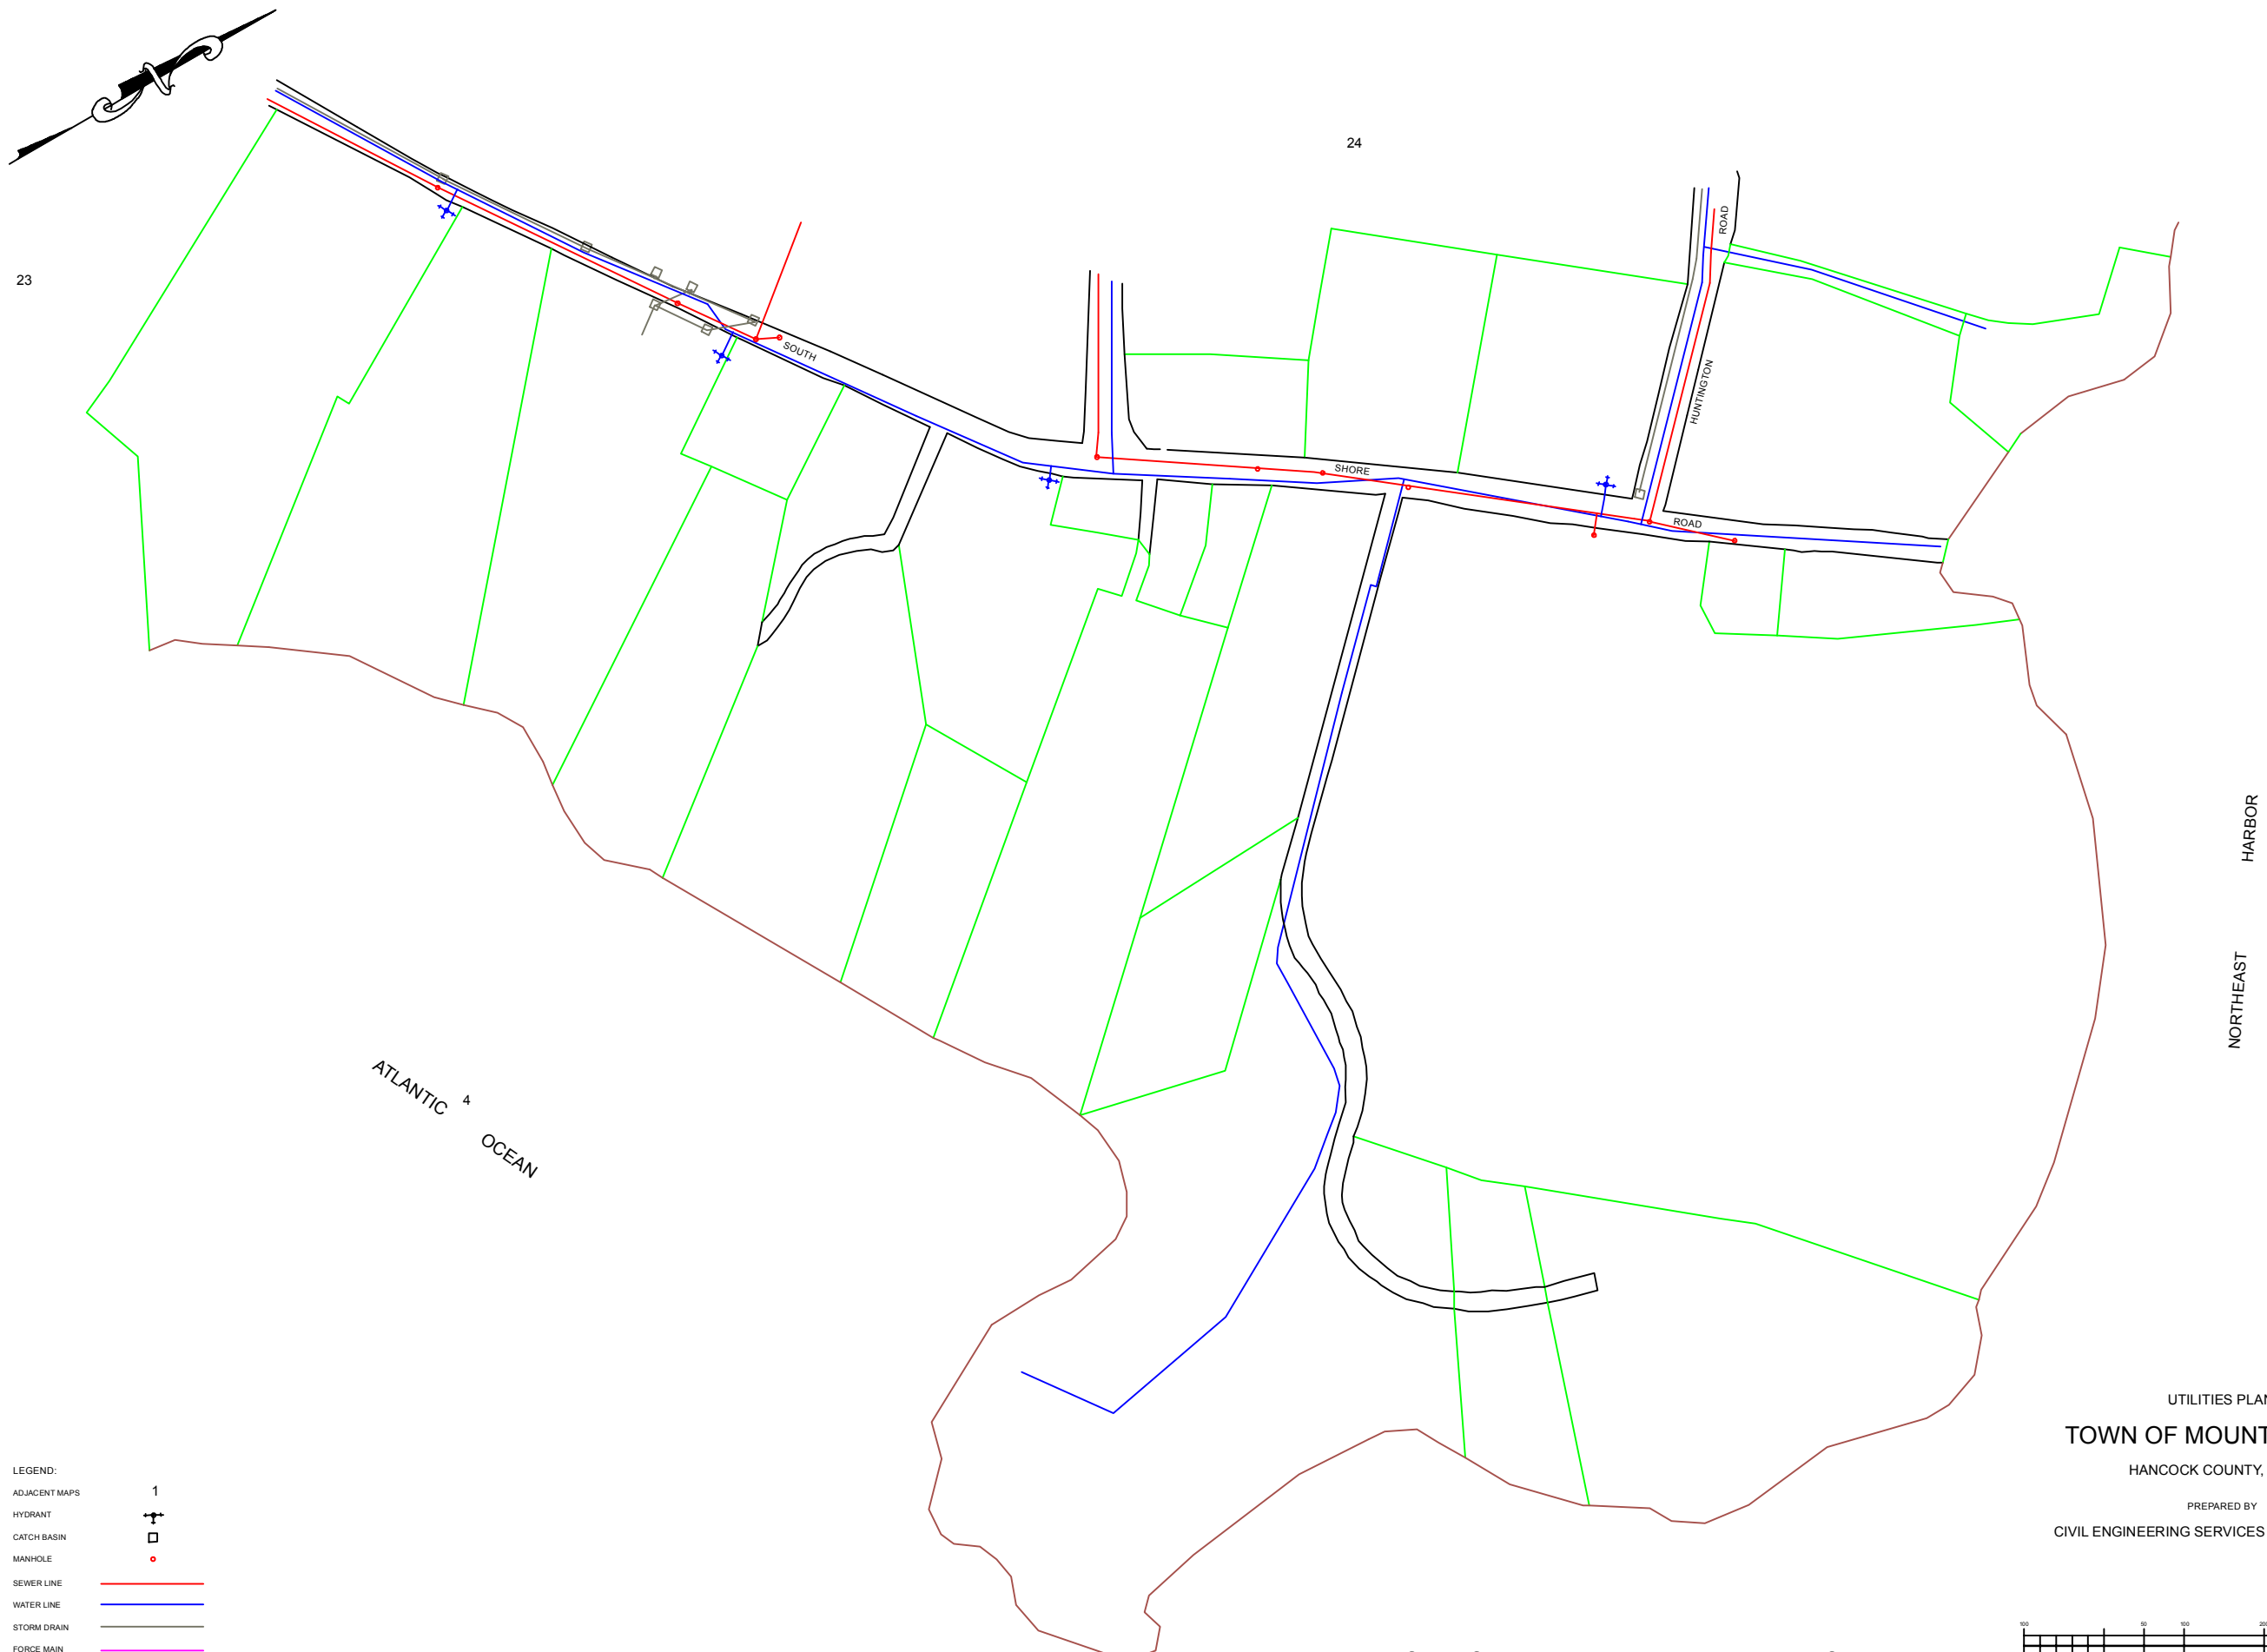 24
23
ROAD
HUNTINGTON
SOUTH
SHORE
ROAD
HARBOR
NORTHEAST
ATLANTIC
4
OCEAN
UTILITIES PLAN
TOWN OF MOUNT
HANCOCK COUNTY,
PREPARED BY
CIVIL ENGINEERING SERVICES
LEGEND:
ADJACENT MAPS 1
HYDRANT
CATCH BASIN
MANHOLE
SEWER LINE
WATER LINE
STORM DRAIN
FORCE MAIN
100 50 100 200